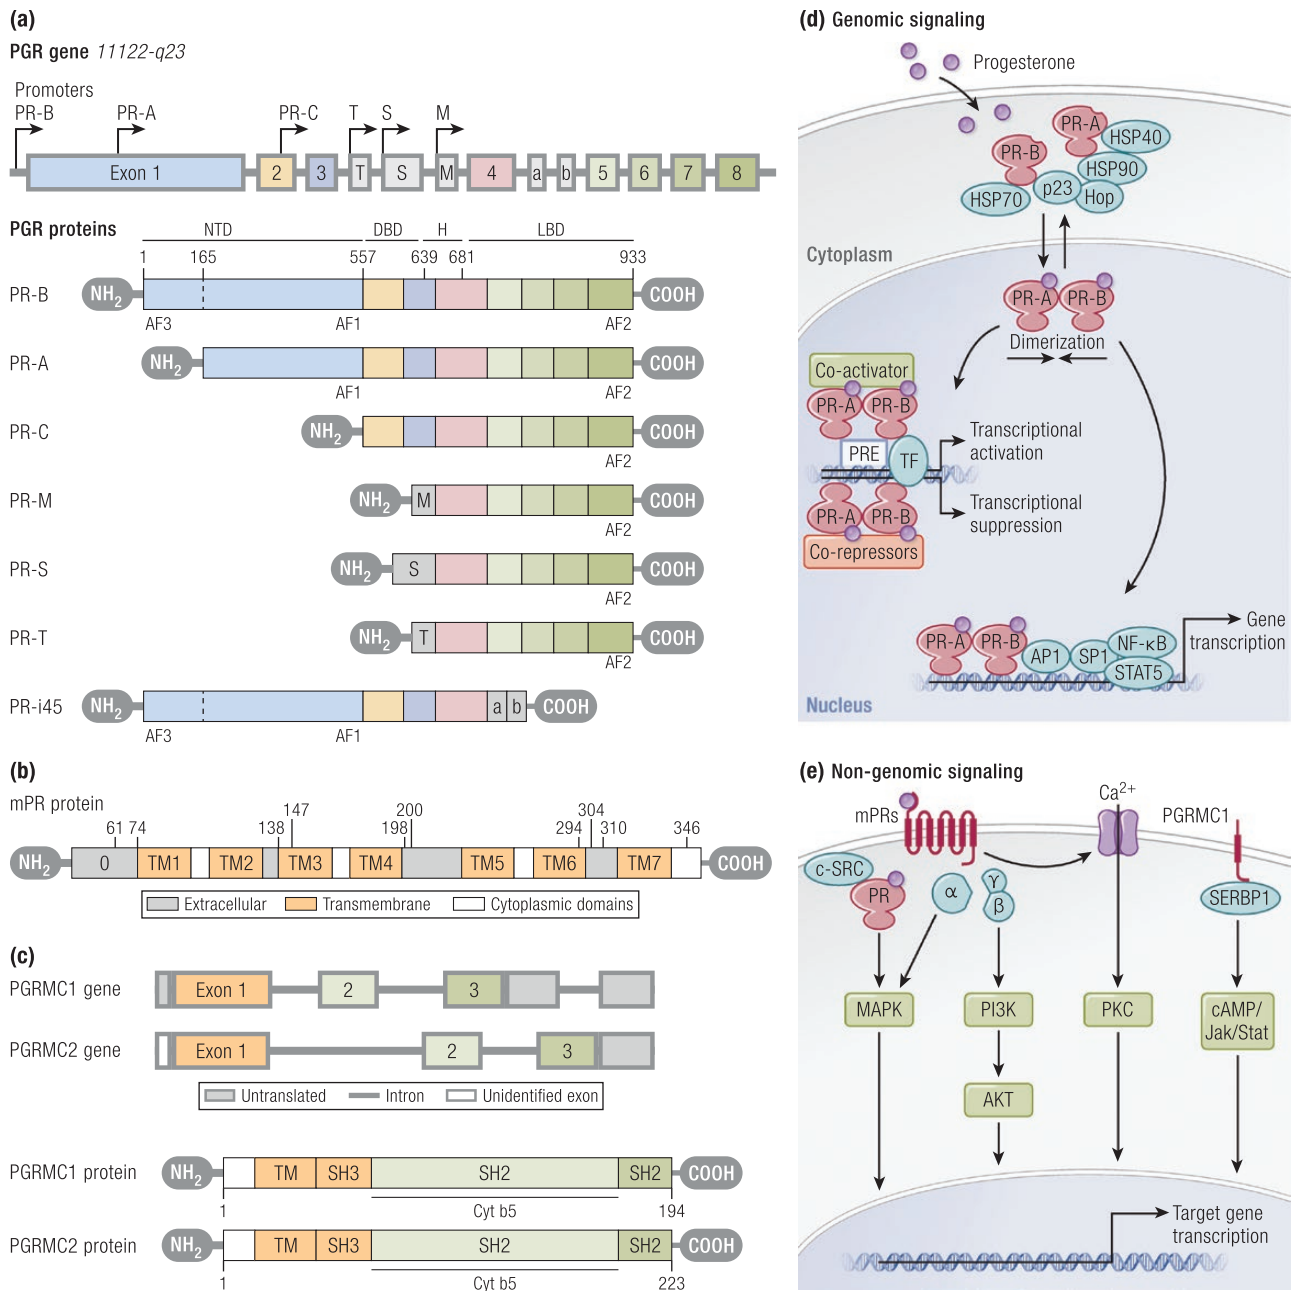 (a)
PGR gene 11122-q23
Promoters
PR-B PR-A PR-C T S M
Exon 1 2 3 T S M 4 a b 5 6 7 8
PGR proteins
NTD DBD H LBD
1 165 557 639 681 933
PR-B NH2 COOH
AF3 AF1 AF2
PR-A NH2 COOH
AF1 AF2
PR-C NH2 COOH
AF2
PR-M NH2 M COOH
AF2
PR-S NH2 S COOH
AF2
PR-T NH2 T COOH
AF2
PR-i45 NH2 a b COOH
AF3 AF1
(b)
mPR protein
147 200 304
61 74 138 198 294 310 346
NH2 0 TM1 TM2 TM3 TM4 TM5 TM6 TM7 COOH
Extracellular Transmembrane Cytoplasmic domains
(c)
PGRMC1 gene Exon 1 2 3
PGRMC2 gene Exon 1 2 3
Untranslated Intron Unidentified exon
PGRMC1 protein NH2 TM SH3 SH2 SH2 COOH
1 Cyt b5 194
PGRMC2 protein NH2 TM SH3 SH2 SH2 COOH
1 Cyt b5 223
(d) Genomic signaling
Progesterone
PR-A HSP40
PR-B HSP90
HSP70 p23 Hop
Cytoplasm
PR-A PR-B
Dimerization
Co-activator
PR-A PR-B
PRE TF
Transcriptional
activation
PR-A PR-B
Transcriptional
suppression
Co-repressors
PR-A PR-B AP1 SP1 NF-κB
STAT5
Gene
transcription
Nucleus
(e) Non-genomic signaling
mPRs Ca2+ PGRMC1
c-SRC PR α γ β SERBP1
MAPK PI3K PKC cAMP/
Jak/Stat
AKT
Target gene
transcription